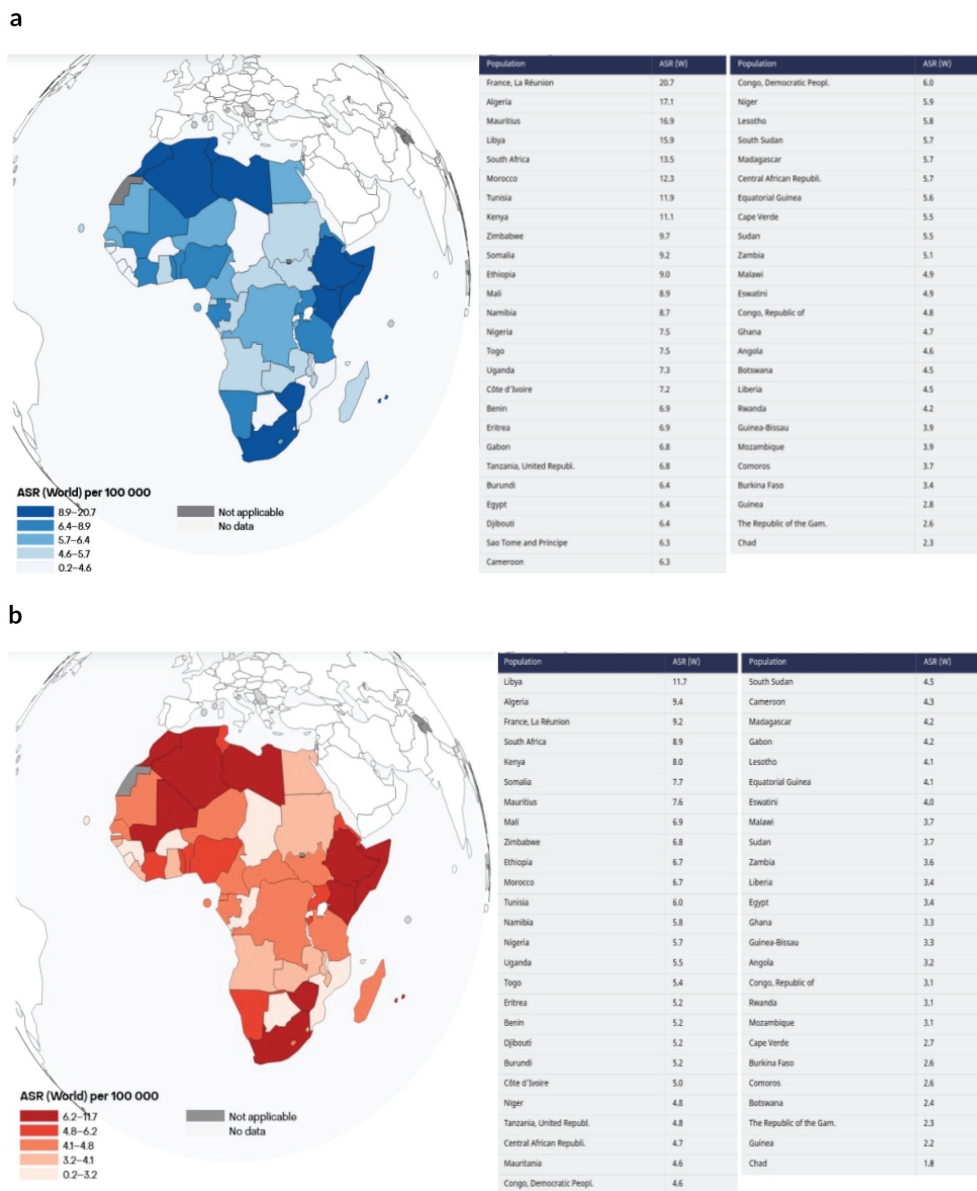 a
Population ASR (W) Population ASR (W)
France, La Réunion 20.7 Congo, Democratic Peopl. 6.0
Algeria 17.1 Niger 5.9
Mauritius 16.9 Lesotho 5.8
Libya 15.9 South Sudan 5.7
South Africa 13.5 Madagascar 5.7
Morocco 12.3 Central African Republi. 5.7
Tunisia 11.9 Equatorial Guinea 5.6
Kenya 11.1 Cape Verde 5.5
Zimbabwe 9.7 Sudan 5.5
Somalia 9.2 Zambia 5.1
Ethiopia 9.0 Malawi 4.9
Mali 8.9 Eswatini 4.9
Namibia 8.7 Congo, Republic of 4.8
Nigeria 7.5 Ghana 4.7
Togo 7.5 Angola 4.6
Uganda 7.3 Botswana 4.5
Côte d'Ivoire 7.2 Liberia 4.5
Benin 6.9 Rwanda 4.2
Eritrea 6.9 Guinea-Bissau 3.9
Gabon 6.8 Mozambique 3.9
Tanzania, United Republ. 6.8 Comoros 3.7
Burundi 6.4 Burkina Faso 3.4
Egypt 6.4 Guinea 2.8
Djibouti 6.4 The Republic of the Gam. 2.6
Sao Tome and Principe 6.3 Chad 2.3
Cameroon 6.3
ASR (World) per 100 000
8.9–20.7 Not applicable
6.4–8.9 No data
5.7–6.4
4.6–5.7
0.2–4.6
b
Population ASR (W) Population ASR (W)
Libya 11.7 South Sudan 4.5
Algeria 9.4 Cameroon 4.3
France, La Réunion 9.2 Madagascar 4.2
South Africa 8.9 Gabon 4.2
Kenya 8.0 Lesotho 4.1
Somalia 7.7 Equatorial Guinea 4.1
Mauritius 7.6 Eswatini 4.0
Mali 6.9 Malawi 3.7
Zimbabwe 6.8 Sudan 3.7
Ethiopia 6.7 Zambia 3.6
Morocco 6.7 Liberia 3.4
Tunisia 6.0 Egypt 3.4
Namibia 5.8 Ghana 3.3
Nigeria 5.7 Guinea-Bissau 3.3
Uganda 5.5 Angola 3.2
Togo 5.4 Congo, Republic of 3.1
Eritrea 5.2 Rwanda 3.1
Benin 5.2 Mozambique 3.1
Djibouti 5.2 Cape Verde 2.7
Burundi 5.2 Burkina Faso 2.6
Côte d'Ivoire 5.0 Comoros 2.6
Niger 4.8 Botswana 2.4
Tanzania, United Republ. 4.8 The Republic of the Gam. 2.3
Central African Republi. 4.7 Guinea 2.2
Mauritania 4.6 Chad 1.8
Congo, Democratic Peopl. 4.6
ASR (World) per 100 000
6.2–11.7 Not applicable
4.8–6.2 No data
4.1–4.8
3.2–4.1
0.2–3.2